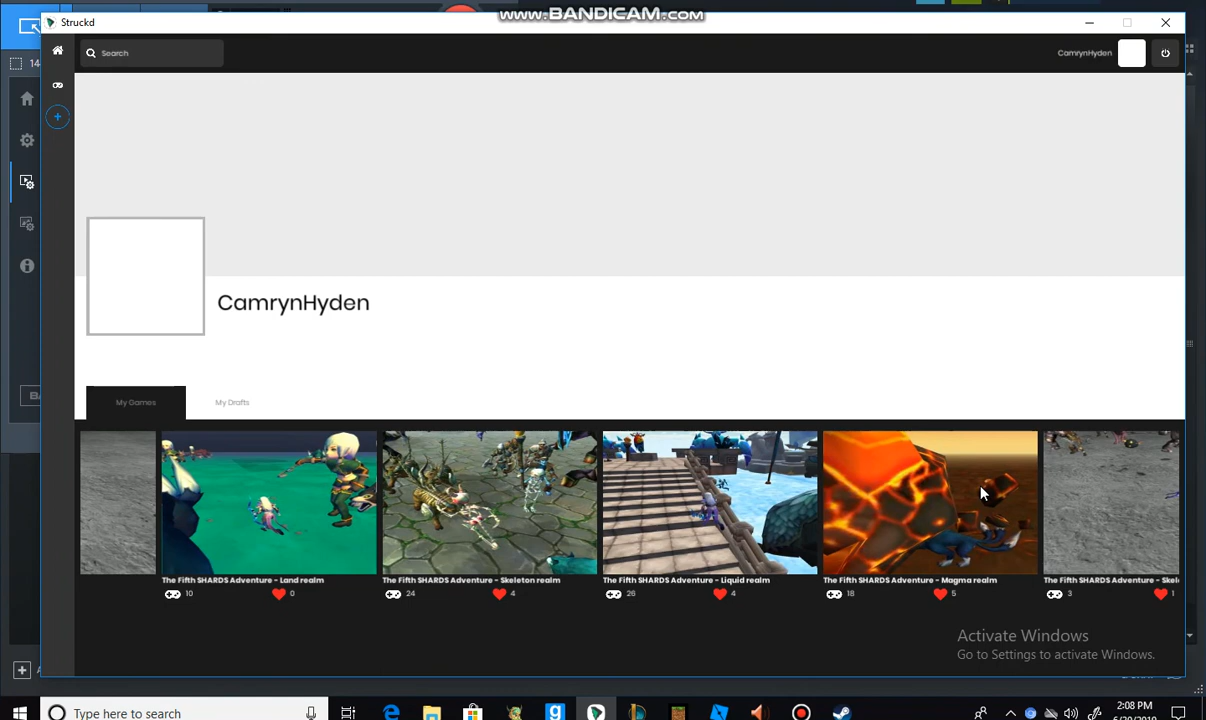 www.BANDICAM.com
Struckd
Search
CamrynHyden
14
CamrynHyden
My Games
My Drafts
The Fifth SHARDS Adventure - Land realm
The Fifth SHARDS Adventure - Skeleton realm
The Fifth SHARDS Adventure - Liquid realm
The Fifth SHARDS Adventure - Magma realm
The Fifth SHARDS Adventure - Skel
10
0
24
4
26
4
18
5
3
1
Activate Windows
Go to Settings to activate Windows.
Type here to search
2:08 PM